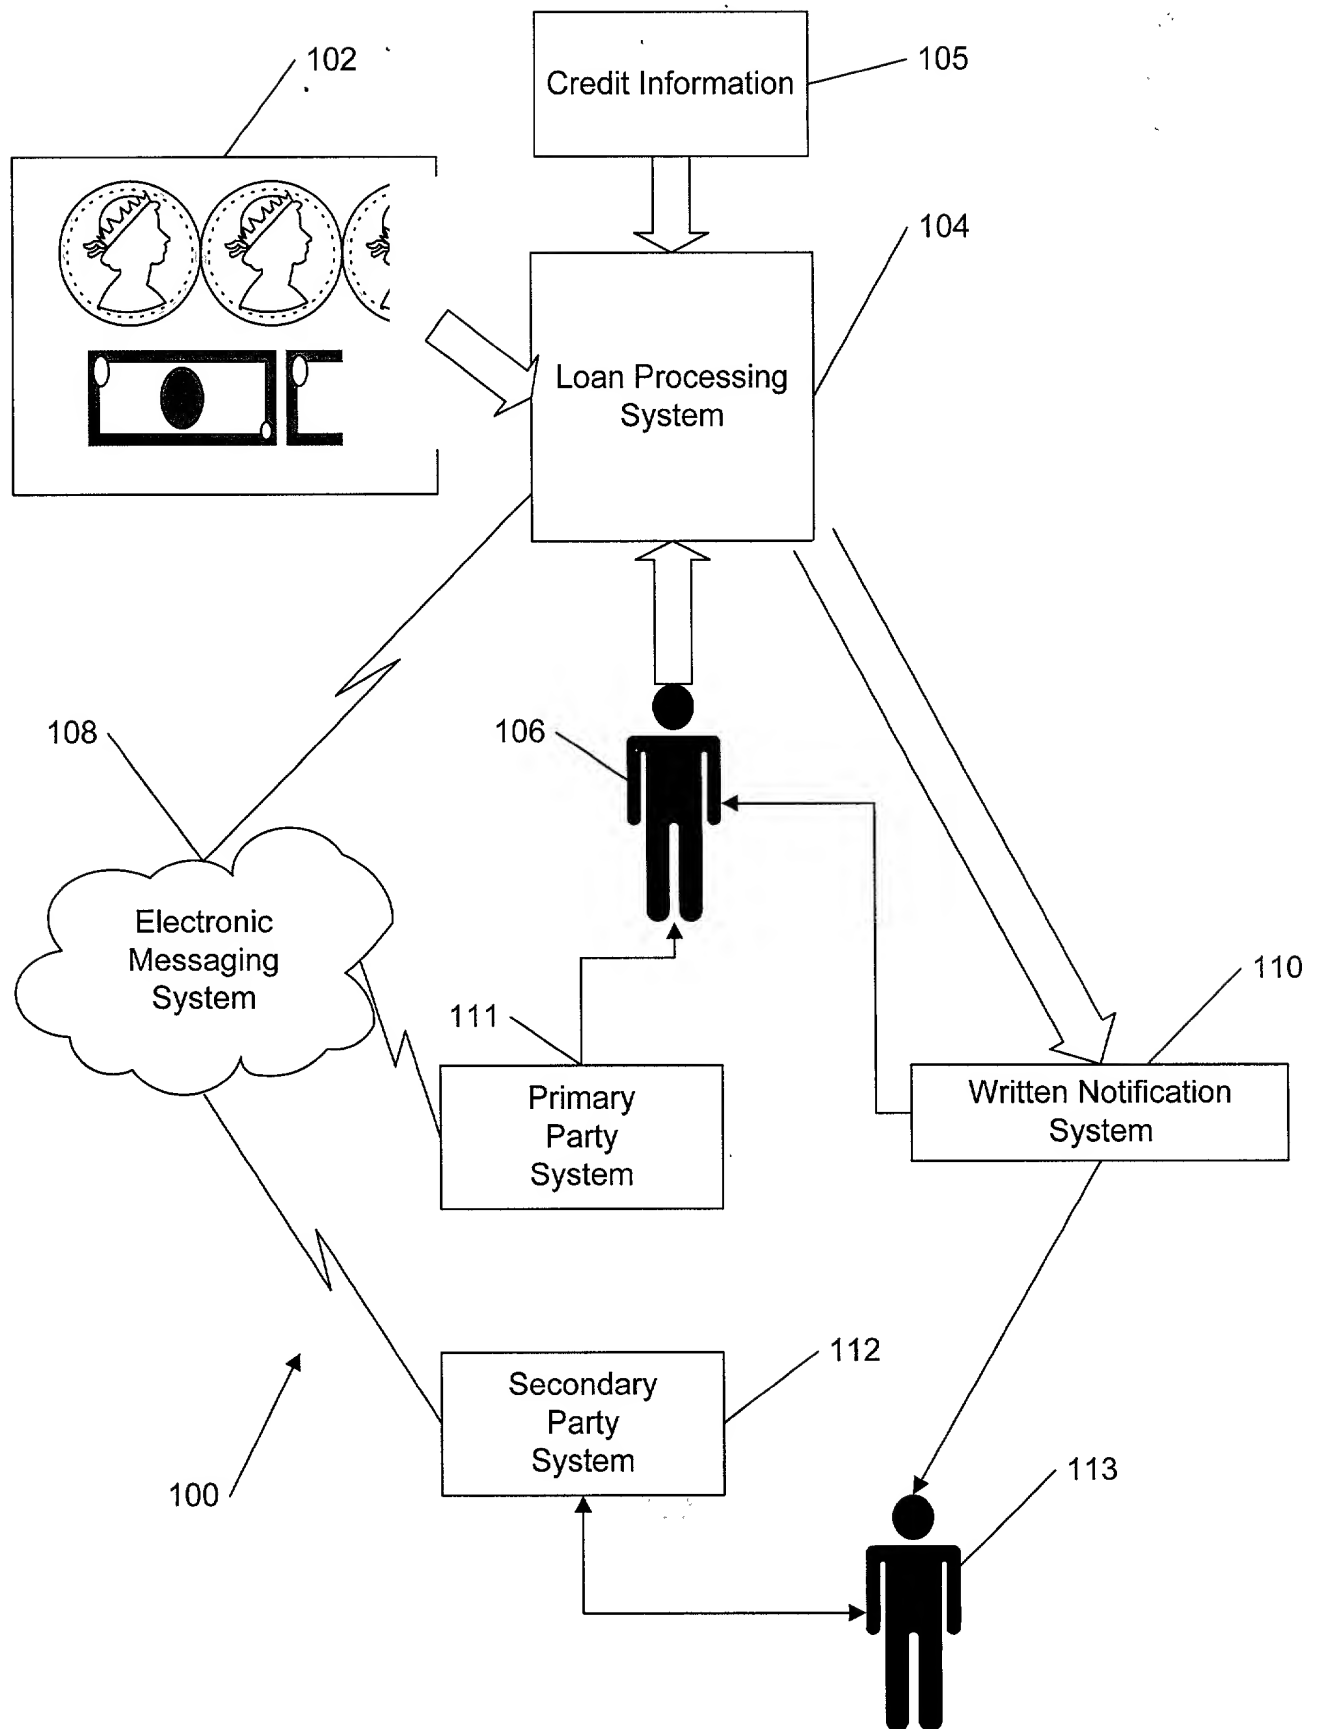 102
105
Credit Information
104
Loan Processing
System
108
106
Electronic
Messaging
System
110
111
Primary
Party
System
Written Notification
System
112
Secondary
Party
System
100
113